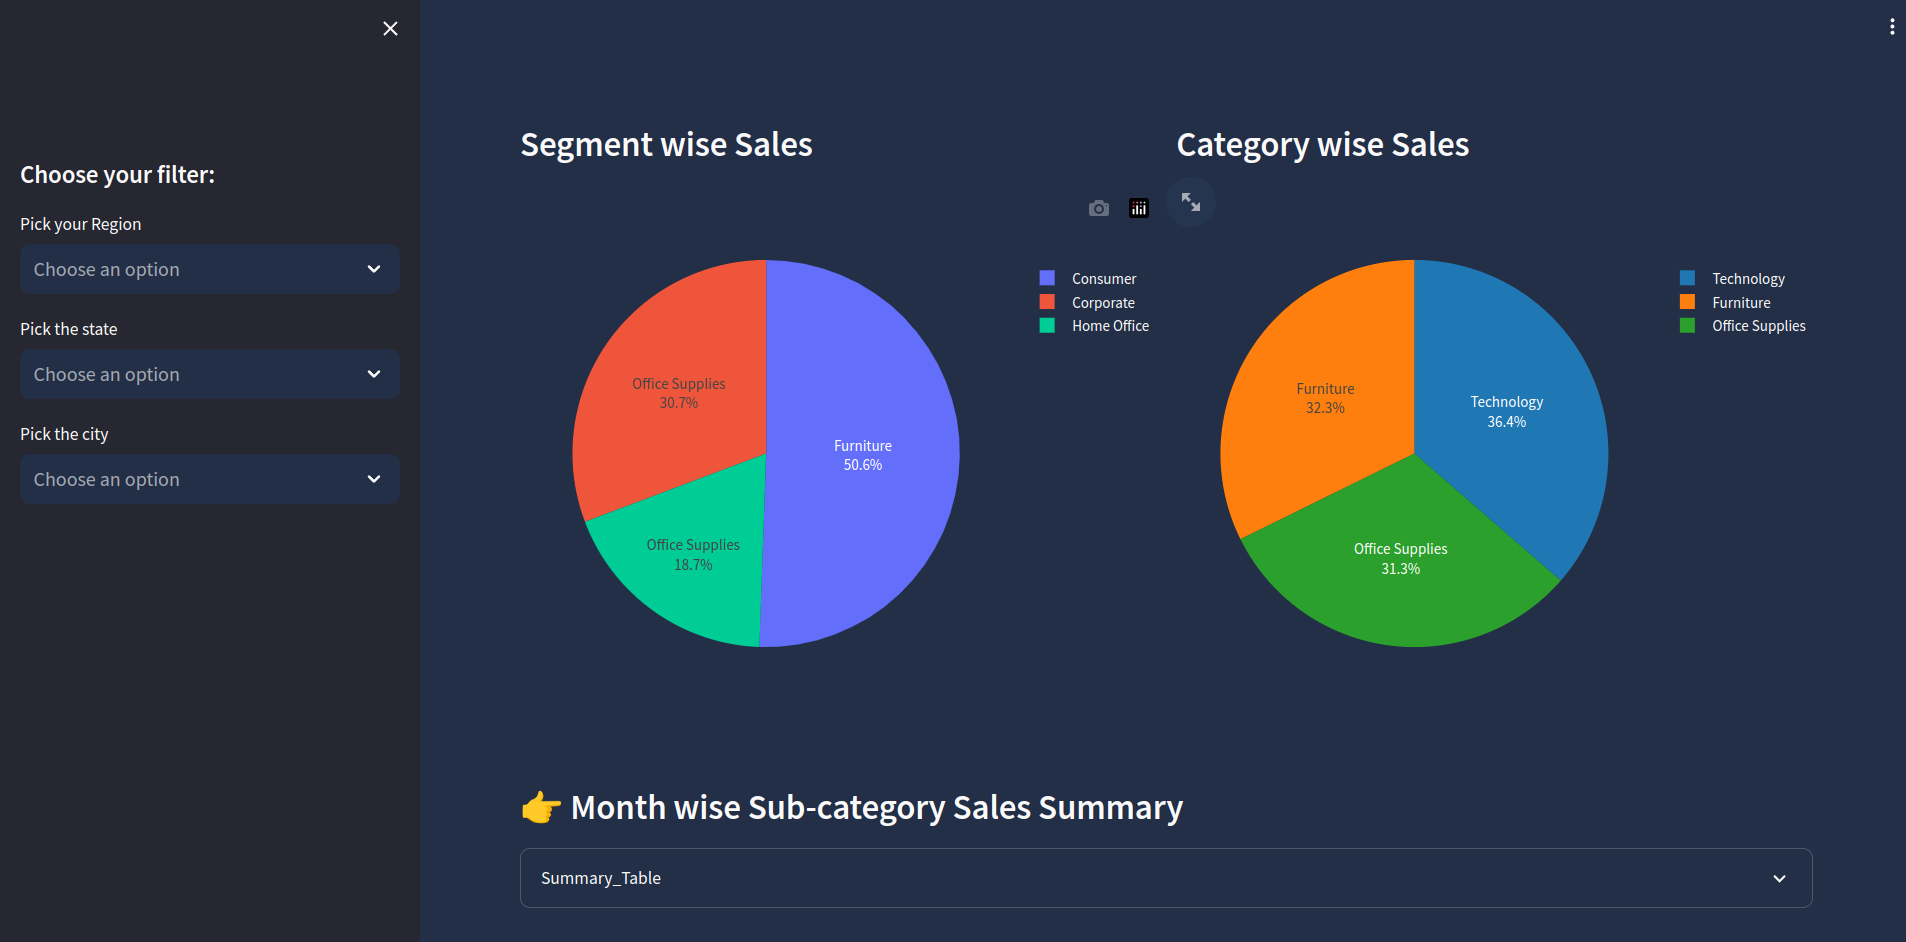 Choose your filter:
Pick your Region
Choose an option
Pick the state
Choose an option
Pick the city
Choose an option
Segment wise Sales
Consumer
Corporate
Home Office
Office Supplies
30.7%
Furniture
50.6%
Office Supplies
18.7%
Category wise Sales
Technology
Furniture
Office Supplies
Furniture
32.3%
Technology
36.4%
Office Supplies
31.3%
👉 Month wise Sub-category Sales Summary
Summary_Table